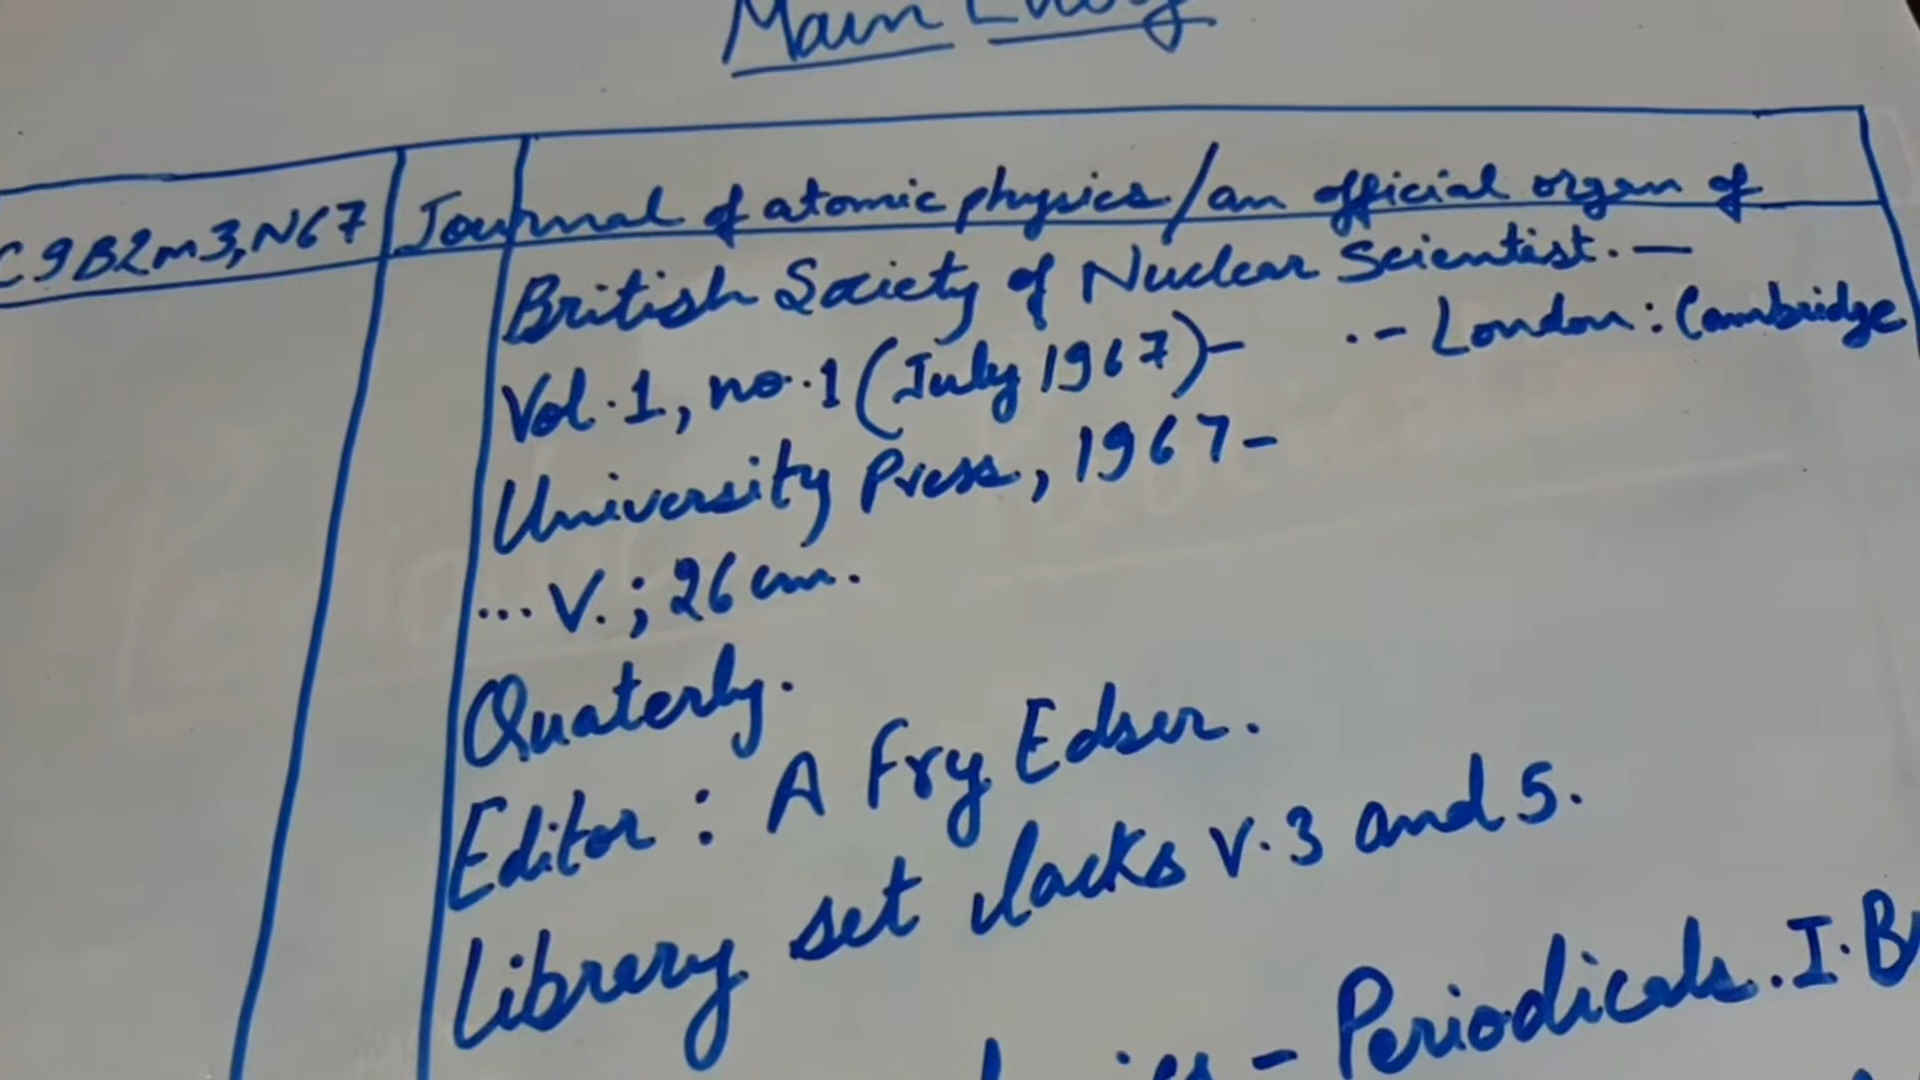 Main Entry
C9B2m3,N67 Journal of atomic physics/an official organ of
British Society of Nuclear Scientist. —
Vol.1, no.1 (July 1967)- .- London: Cambridge
University Press, 1967-
... V.; 26cm.
Quaterly.
Editor: A Fry Edser.
Library set lacks v.3 and 5.
- Periodicals. I. B